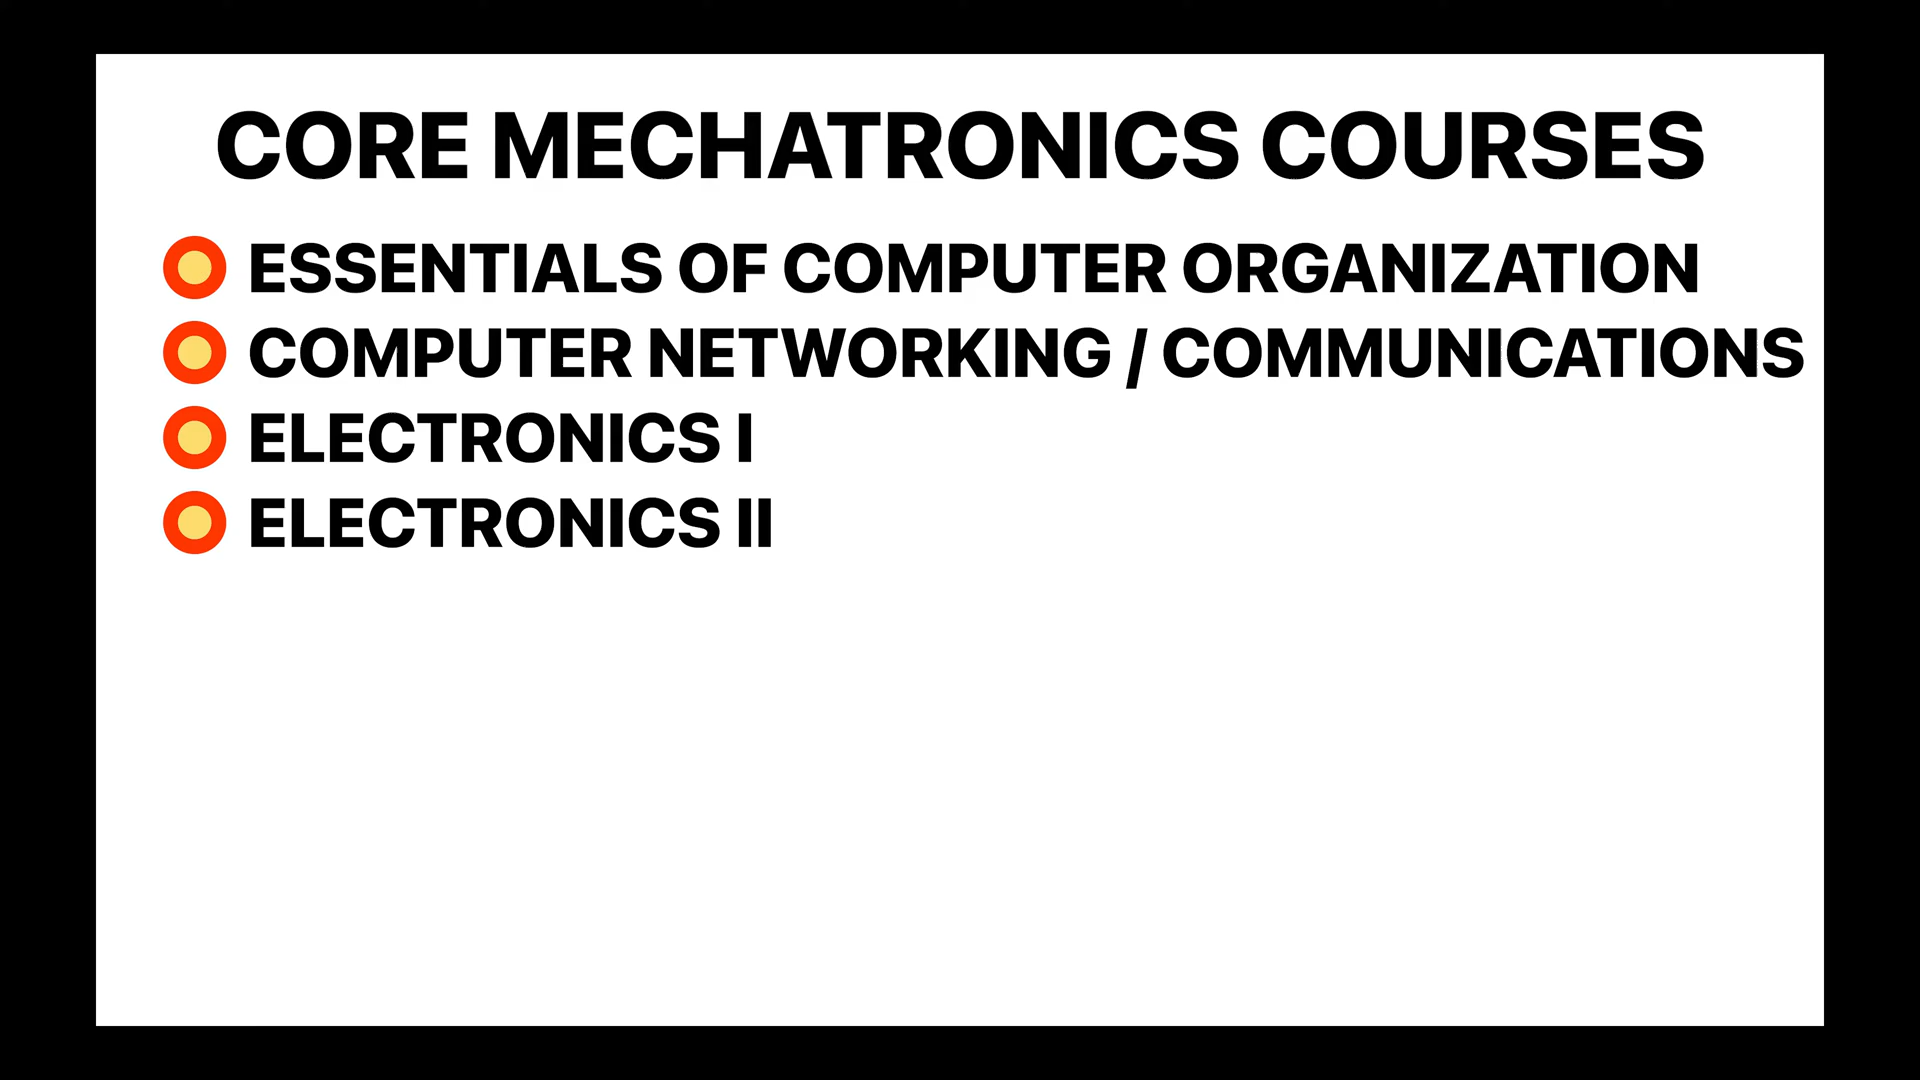 CORE MECHATRONICS COURSES
ESSENTIALS OF COMPUTER ORGANIZATION
COMPUTER NETWORKING / COMMUNICATIONS
ELECTRONICS I
ELECTRONICS II